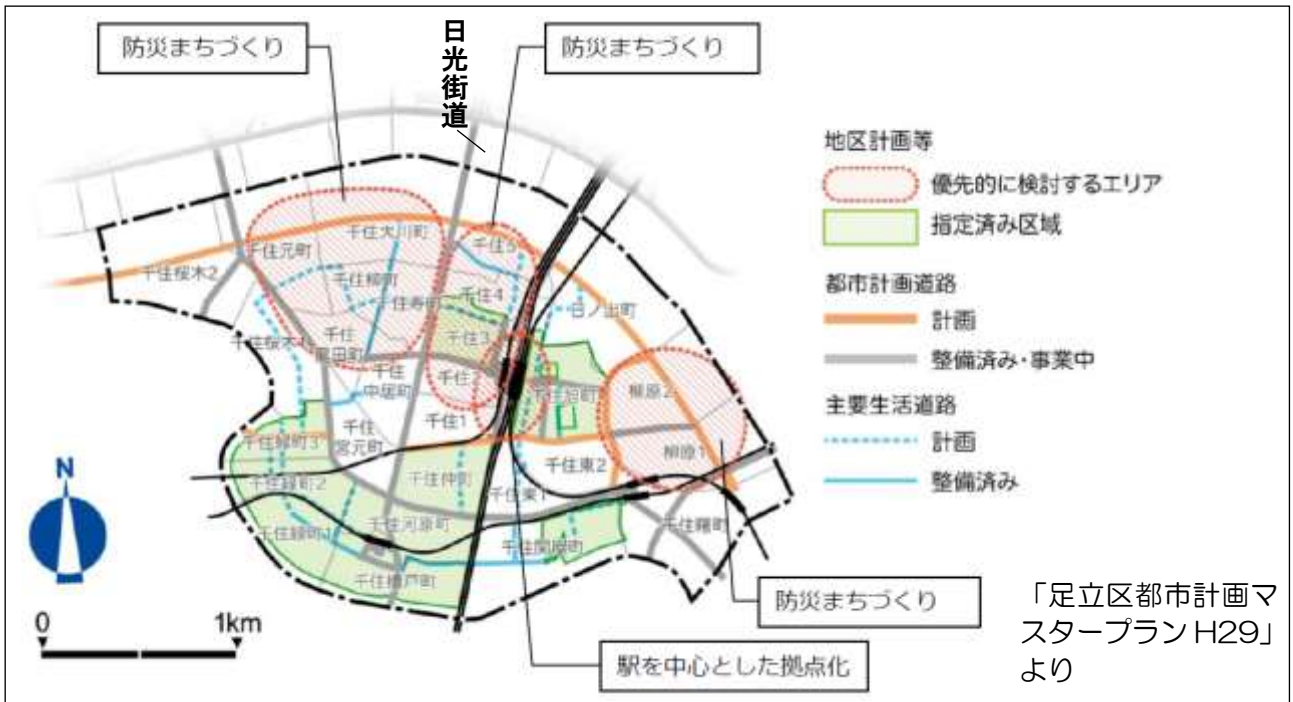 防災まちづくり
日光街道
防災まちづくり
地区計画等
優先的に検討するエリア
指定済み区域
都市計画道路
計画
整備済み・事業中
主要生活道路
計画
整備済み
千住大川町
千住元町
千住5
千住桜木2
千住柳町
千住4
千住寿町
日ノ出町
千住桜木1
千住3
千住
龍田町
千住2
千住旭町
柳原2
千住
中居町
千住1
千住
宮元町
千住緑町3
柳原1
千住東2
千住仲町
千住緑町2
千住東1
千住河原町
千住曙町
千住緑町1
千住関屋町
千住橋戸町
N
0
1km
防災まちづくり
駅を中心とした拠点化
「足立区都市計画マ
スタープランH29」
より